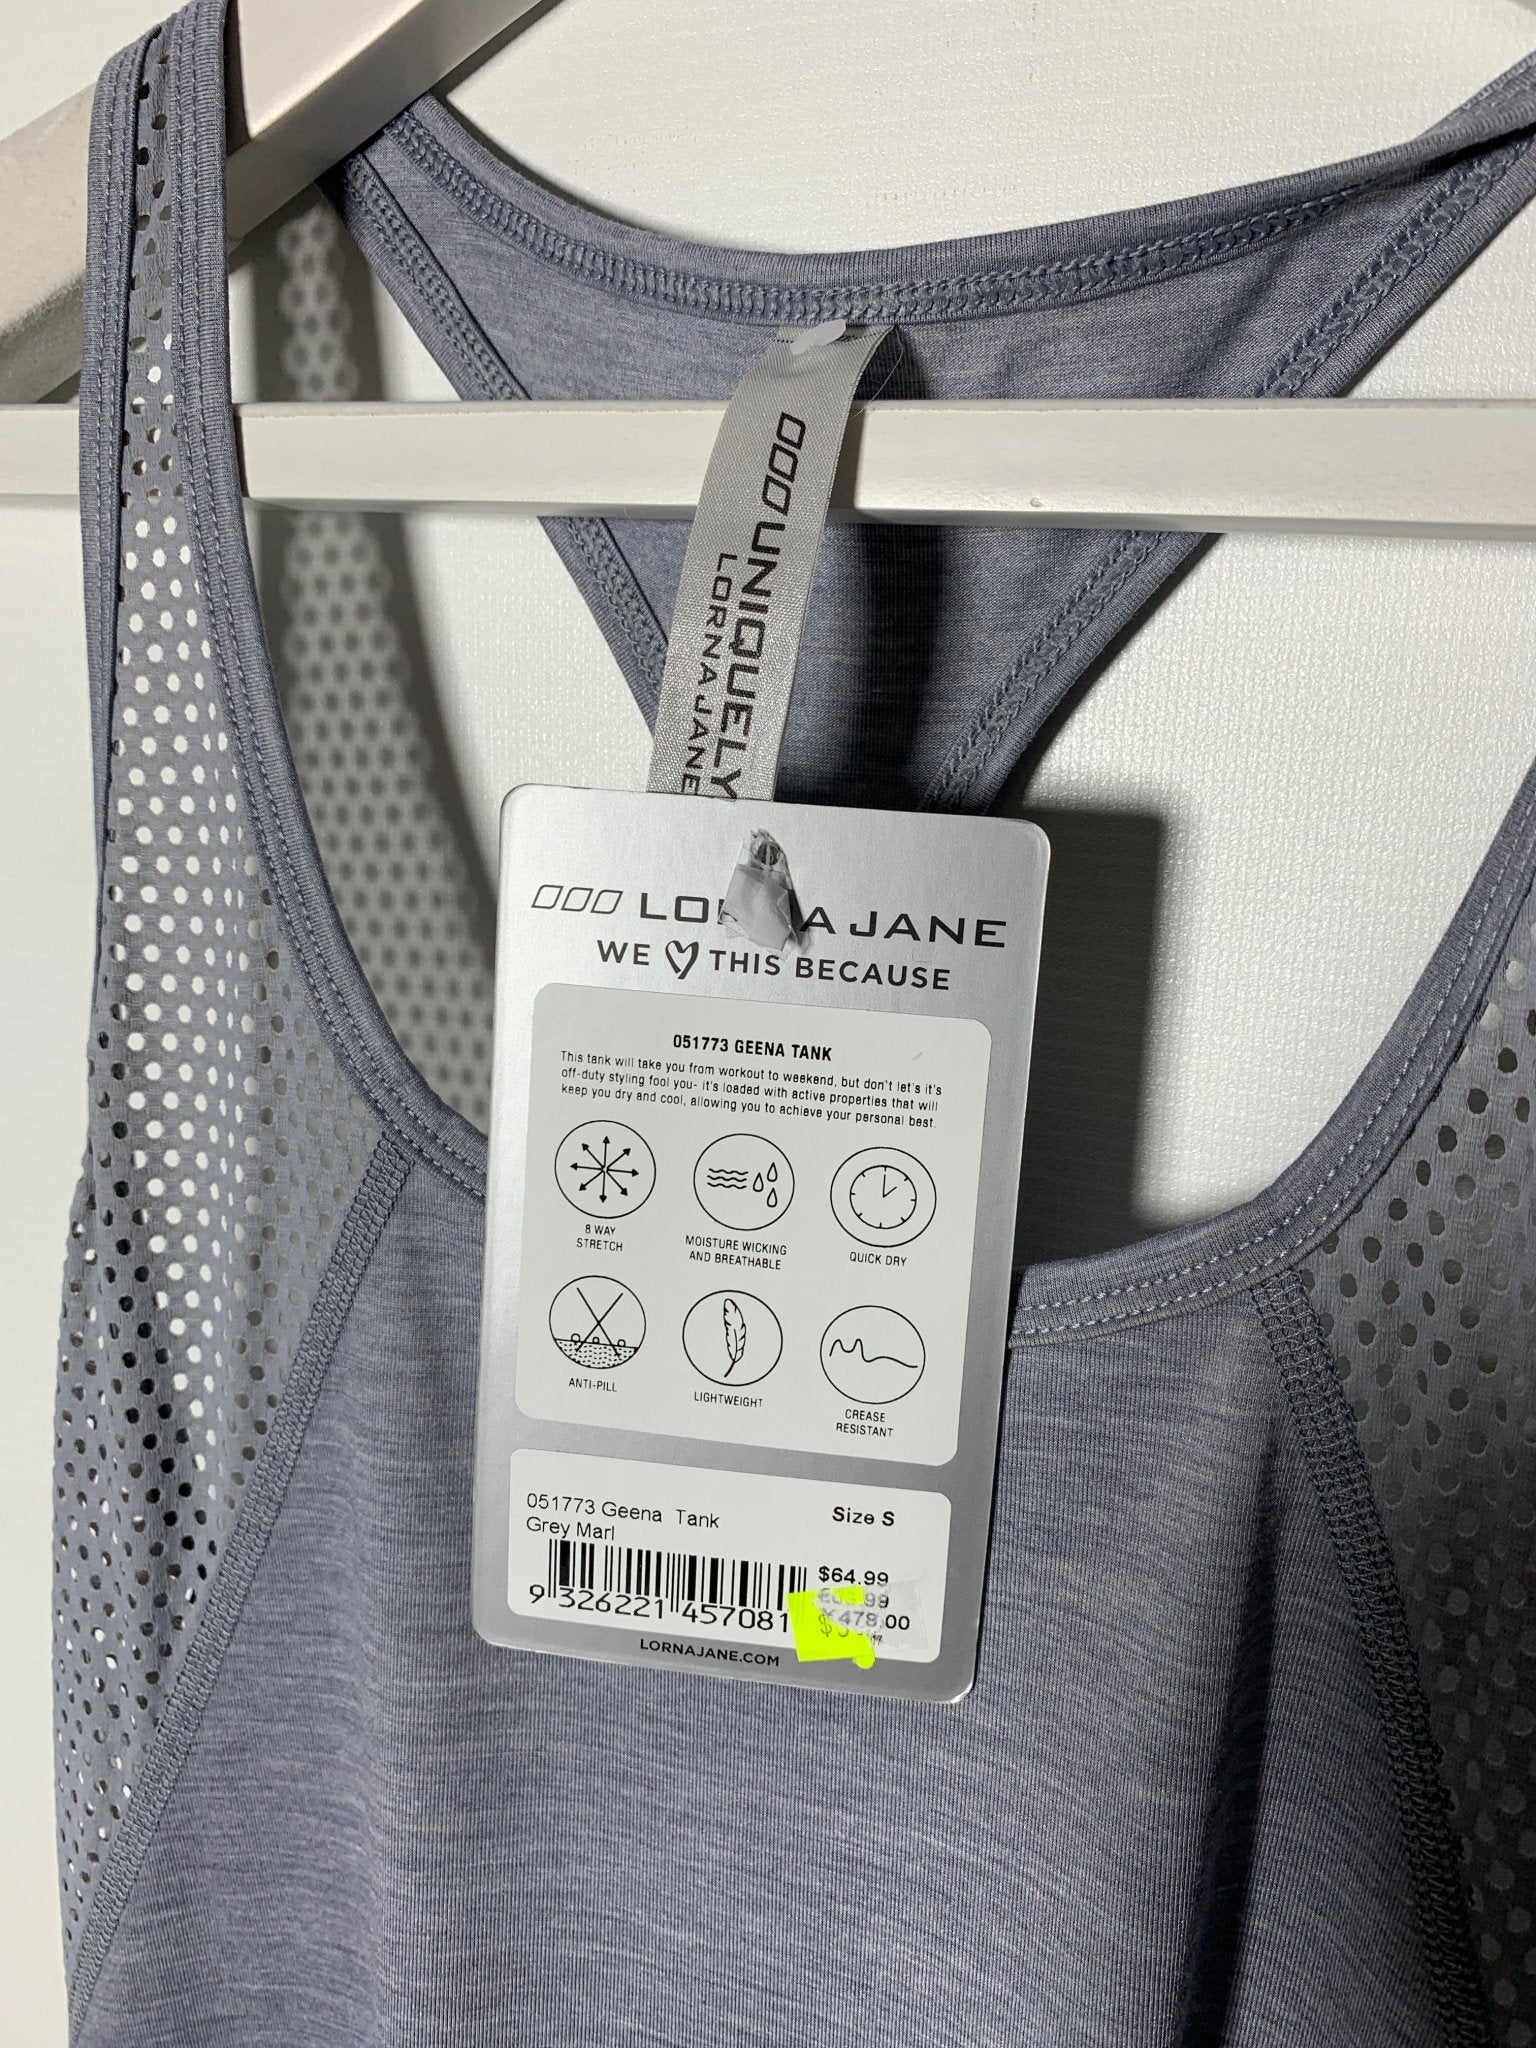 UNIQUELY
LORNA JANE
LORNA JANE
WE THIS BECAUSE
051773 GEENA TANK
This tank will take you from workout to weekend, but don't let's it's
off-duty styling fool you- it's loaded with active properties that will
keep you dry and cool, allowing you to achieve your personal best.
8 WAY
STRETCH
MOISTURE WICKING
AND BREATHABLE
QUICK DRY
ANTI-PILL
LIGHTWEIGHT
CREASE
RESISTANT
051773 Geena Tank
Size S
Grey Marl
$64.99
9 326221 457081
LORNAJANE.COM